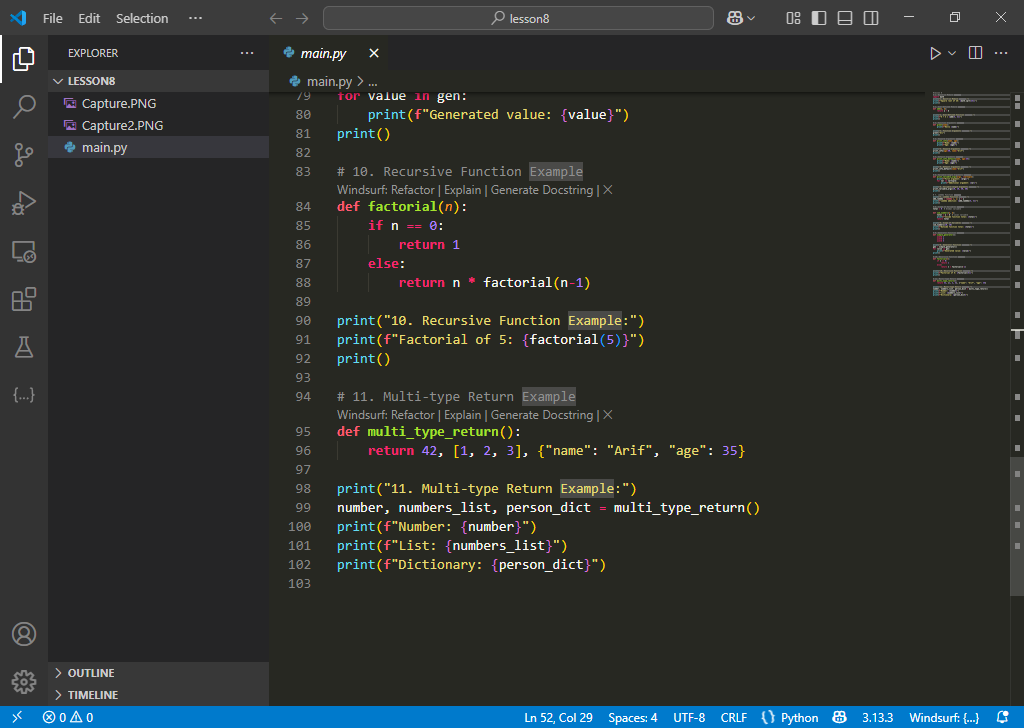 File Edit Selection ··· lesson8
EXPLORER ···
LESSON8
Capture.PNG
Capture2.PNG
main.py
OUTLINE
TIMELINE
main.py
main.py > ...
79 for value in gen:
80 print(f"Generated value: {value}")
81 print()
82
83 # 10. Recursive Function Example
Windsurf: Refactor | Explain | Generate Docstring | X
84 def factorial(n):
85 if n == 0:
86 return 1
87 else:
88 return n * factorial(n-1)
89
90 print("10. Recursive Function Example:")
91 print(f"Factorial of 5: {factorial(5)}")
92 print()
93
94 # 11. Multi-type Return Example
Windsurf: Refactor | Explain | Generate Docstring | X
95 def multi_type_return():
96 return 42, [1, 2, 3], {"name": "Arif", "age": 35}
97
98 print("11. Multi-type Return Example:")
99 number, numbers_list, person_dict = multi_type_return()
100 print(f"Number: {number}")
101 print(f"List: {numbers_list}")
102 print(f"Dictionary: {person_dict}")
103
0 0 Ln 52, Col 29 Spaces: 4 UTF-8 CRLF {} Python 3.13.3 Windsurf: {...}